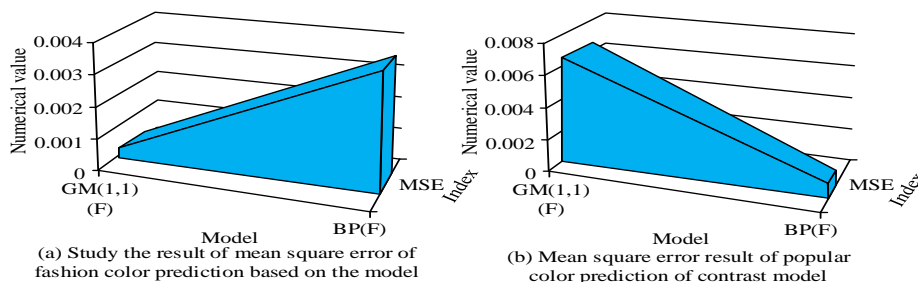 Numerical value
0.004
0.003
0.002
0.001
0
GM(1,1)
(F)
BP(F)
MSE
Index
Model
(a) Study the result of mean square error of
fashion color prediction based on the model
Numerical value
0.008
0.006
0.004
0.002
0
GM(1,1)
(F)
BP(F)
MSE
Index
Model
(b) Mean square error result of popular
color prediction of contrast model